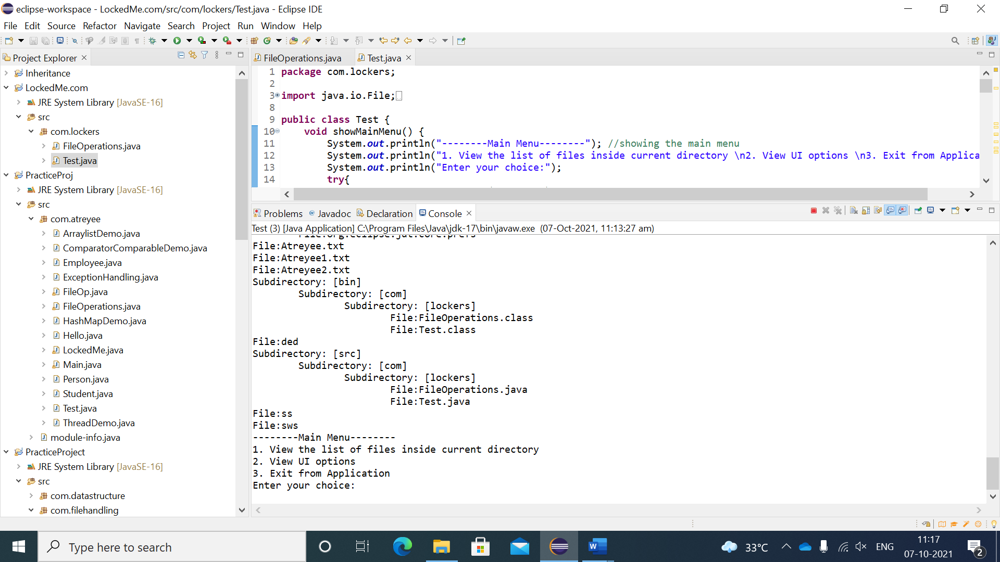 eclipse-workspace - LockedMe.com/src/com/lockers/Test.java - Eclipse IDE
File Edit Source Refactor Navigate Search Project Run Window Help
Project Explorer
Inheritance
LockedMe.com
JRE System Library [JavaSE-16]
src
com.lockers
FileOperations.java
Test.java
PracticeProj
JRE System Library [JavaSE-16]
src
com.atreyee
ArraylistDemo.java
ComparatorComparableDemo.java
Employee.java
ExceptionHandling.java
FileOp.java
FileOperations.java
HashMapDemo.java
Hello.java
LockedMe.java
Main.java
Person.java
Student.java
Test.java
ThreadDemo.java
module-info.java
PracticeProject
JRE System Library [JavaSE-16]
src
com.datastructure
com.filehandling
FileOperations.java Test.java
1 package com.lockers;
2
3 import java.io.File;
8
9 public class Test {
10 void showMainMenu() {
11 System.out.println("--------Main Menu--------"); //showing the main menu
12 System.out.println("1. View the list of files inside current directory \n2. View UI options \n3. Exit from Applica
13 System.out.println("Enter your choice:");
14 try{
Problems Javadoc Declaration Console
Test (3) [Java Application] C:\Program Files\Java\jdk-17\bin\javaw.exe (07-Oct-2021, 11:13:27 am)
File:org.eclipse.jdt.core.prefs
File:Atreyee.txt
File:Atreyee1.txt
File:Atreyee2.txt
Subdirectory: [bin]
Subdirectory: [com]
Subdirectory: [lockers]
File:FileOperations.class
File:Test.class
File:ded
Subdirectory: [src]
Subdirectory: [com]
Subdirectory: [lockers]
File:FileOperations.java
File:Test.java
File:ss
File:sws
--------Main Menu--------
1. View the list of files inside current directory
2. View UI options
3. Exit from Application
Enter your choice:
Type here to search
33°C
ENG
11:17
07-10-2021
2